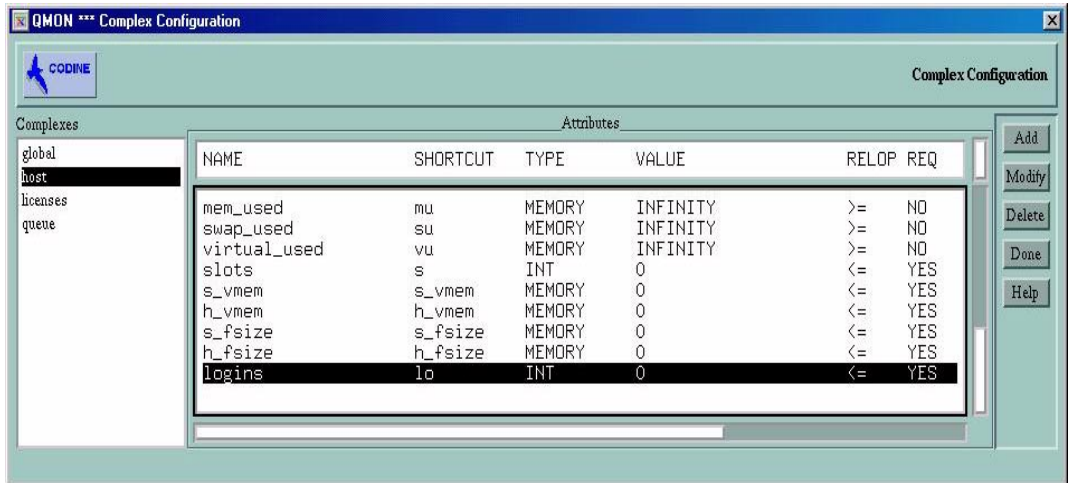 QMON *** Complex Configuration
CODINE
Complex Configuration
Complexes
global
host
licenses
queue
Attributes
NAME SHORTCUT TYPE VALUE RELOP REQ
mem_used mu MEMORY INFINITY >= NO
swap_used su MEMORY INFINITY >= NO
virtual_used vu MEMORY INFINITY >= NO
slots s INT 0 <= YES
s_vmem s_vmem MEMORY 0 <= YES
h_vmem h_vmem MEMORY 0 <= YES
s_fsize s_fsize MEMORY 0 <= YES
h_fsize h_fsize MEMORY 0 <= YES
logins lo INT 0 <= YES
Add
Modify
Delete
Done
Help